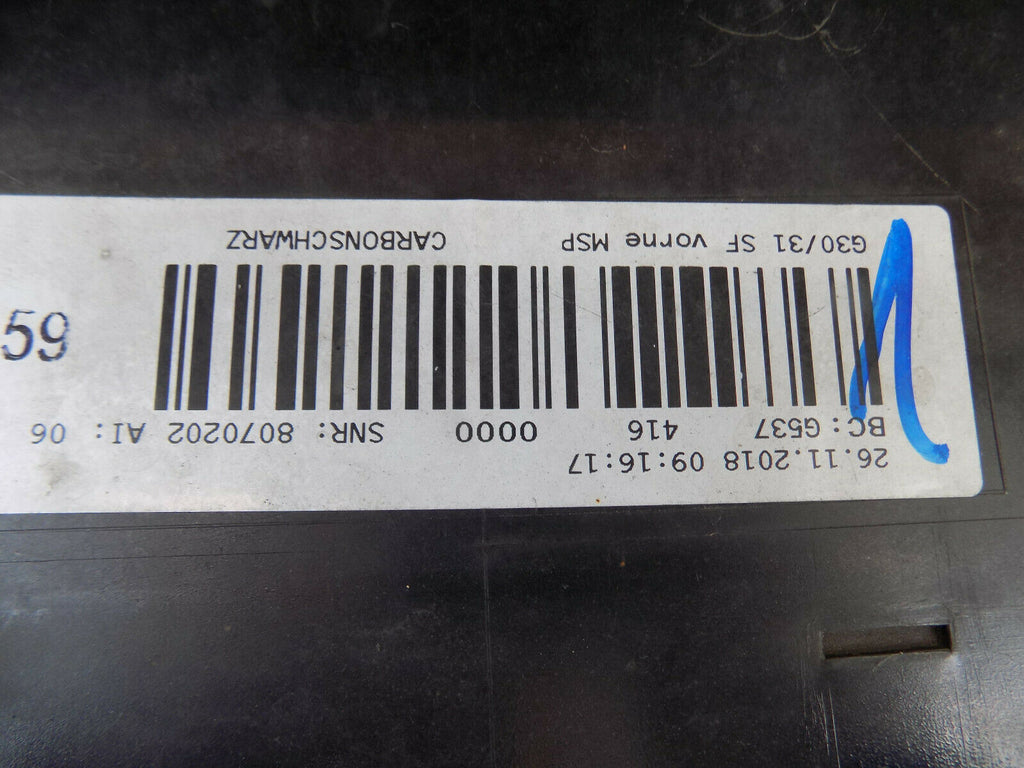 26.11.2018 09:16:17
BC: G537 416 0000 SNR: 8070202 AI: 06
G30/31 SF vorne MSP CARBONSCHWARZ
59
1